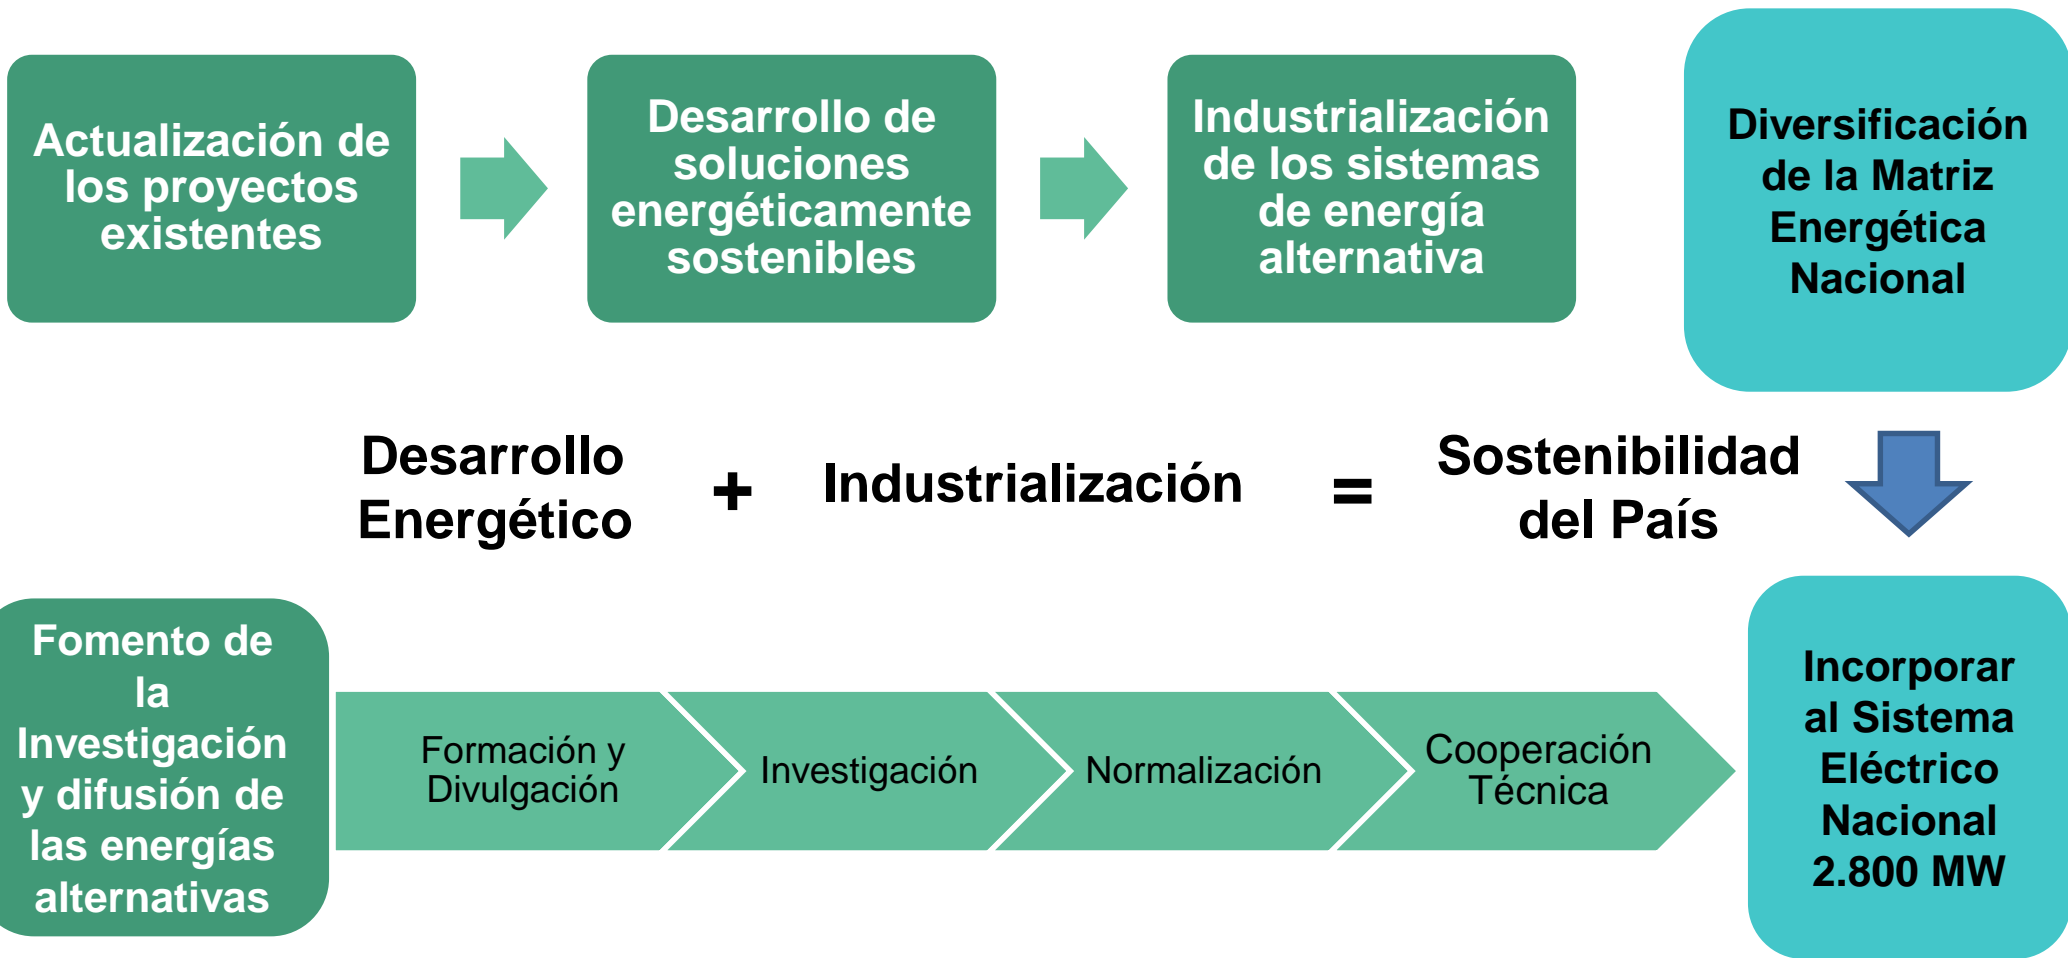 Actualización de
los proyectos
existentes
Desarrollo de
soluciones
energéticamente
sostenibles
Industrialización
de los sistemas
de energía
alternativa
Diversificación
de la Matriz
Energética
Nacional
Desarrollo
Energético
+
Industrialización
=
Sostenibilidad
del País
Fomento de
la
Investigación
y difusión de
las energías
alternativas
Formación y
Divulgación
Investigación
Normalización
Cooperación
Técnica
Incorporar
al Sistema
Eléctrico
Nacional
2.800 MW